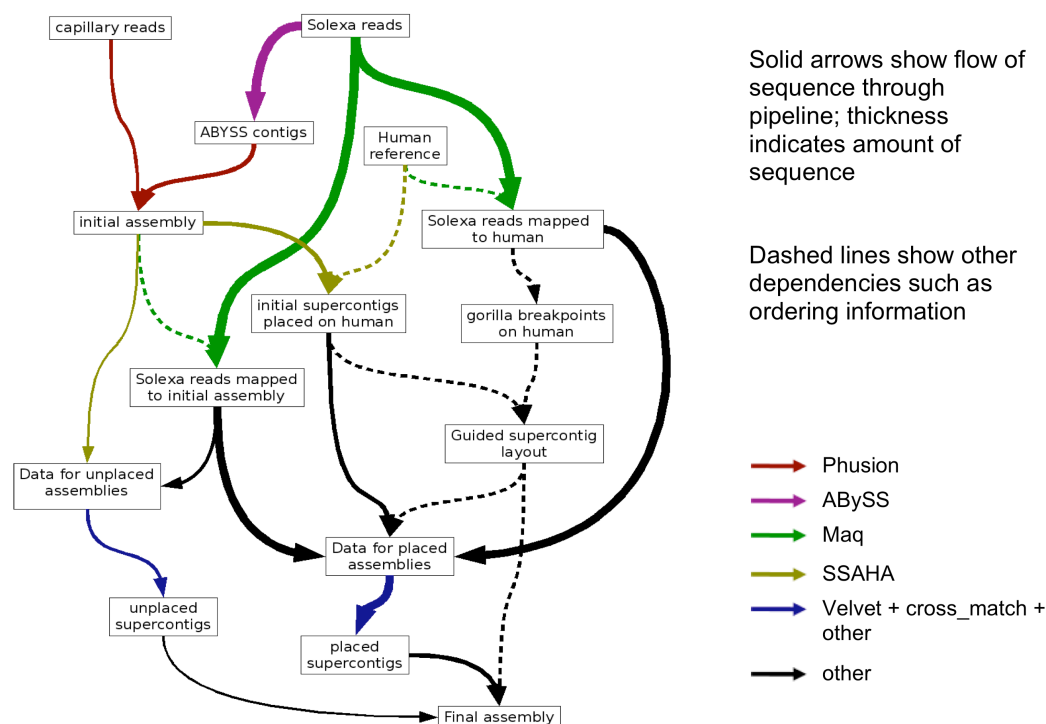 capillary reads
Solexa reads
Solid arrows show flow of
sequence through
pipeline; thickness
indicates amount of
sequence
ABYSS contigs
Human
reference
initial assembly
Solexa reads mapped
to human
Dashed lines show other
dependencies such as
ordering information
initial supercontigs
placed on human
gorilla breakpoints
on human
Solexa reads mapped
to initial assembly
Guided supercontig
layout
Data for unplaced
assemblies
Phusion
ABySS
Maq
SSAHA
Velvet + cross_match +
other
other
Data for placed
assemblies
unplaced
supercontigs
placed
supercontigs
Final assembly